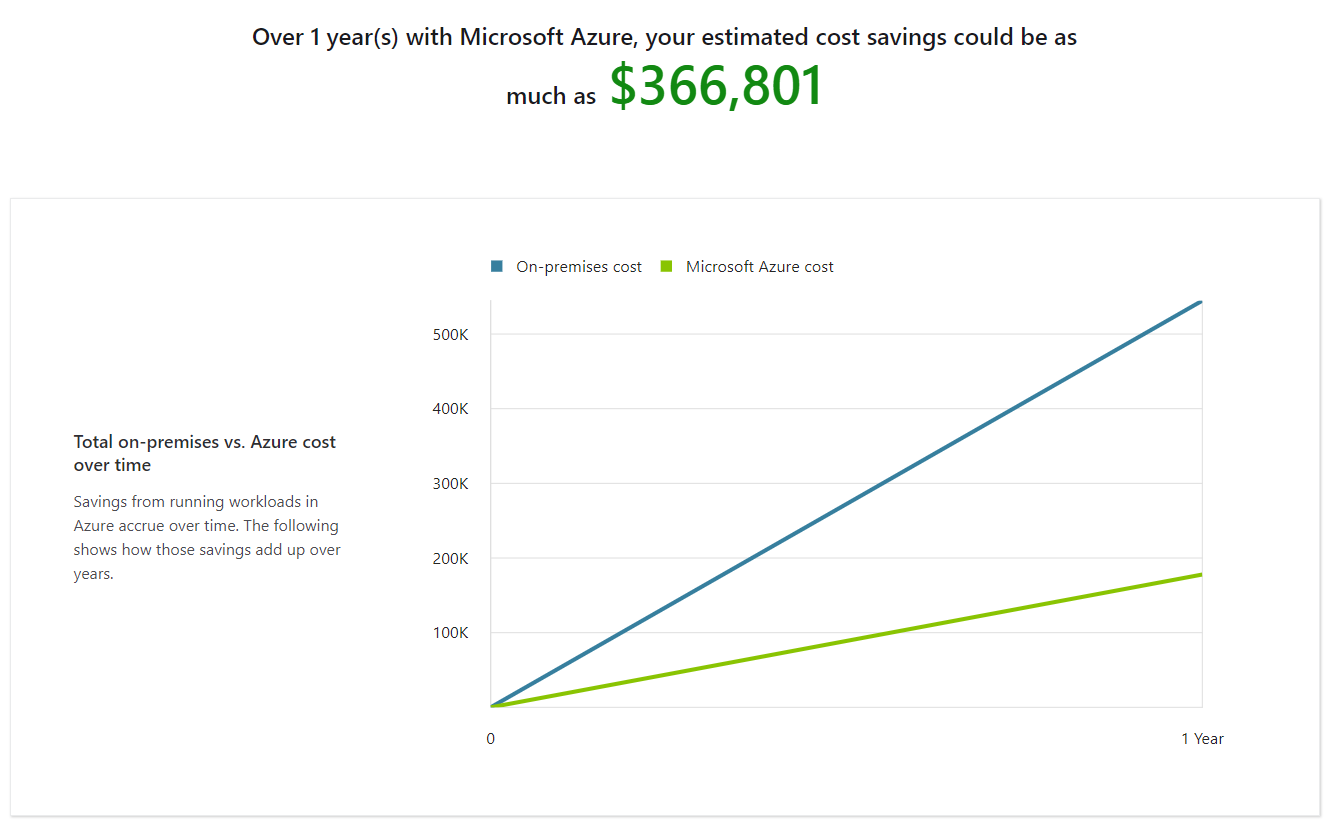 Over 1 year(s) with Microsoft Azure, your estimated cost savings could be as
much as $366,801
On-premises cost
Microsoft Azure cost
Total on-premises vs. Azure cost
over time
Savings from running workloads in
Azure accrue over time. The following
shows how those savings add up over
years.
500K
400K
300K
200K
100K
0
1 Year